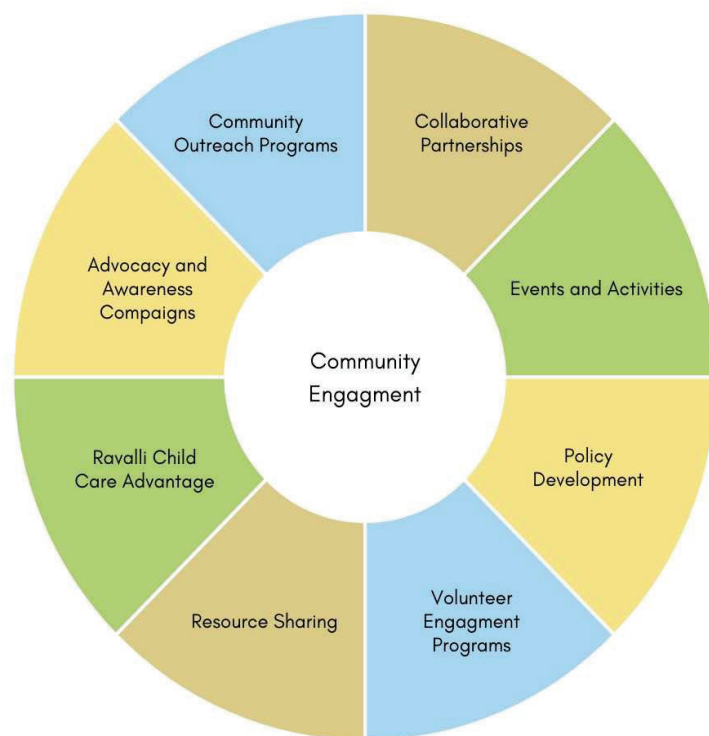 Community
Outreach Programs
Collaborative
Partnerships
Events and Activities
Policy
Development
Volunteer
Engagment
Programs
Resource Sharing
Ravalli Child
Care Advantage
Advocacy and
Awareness
Compaigns
Community
Engagment